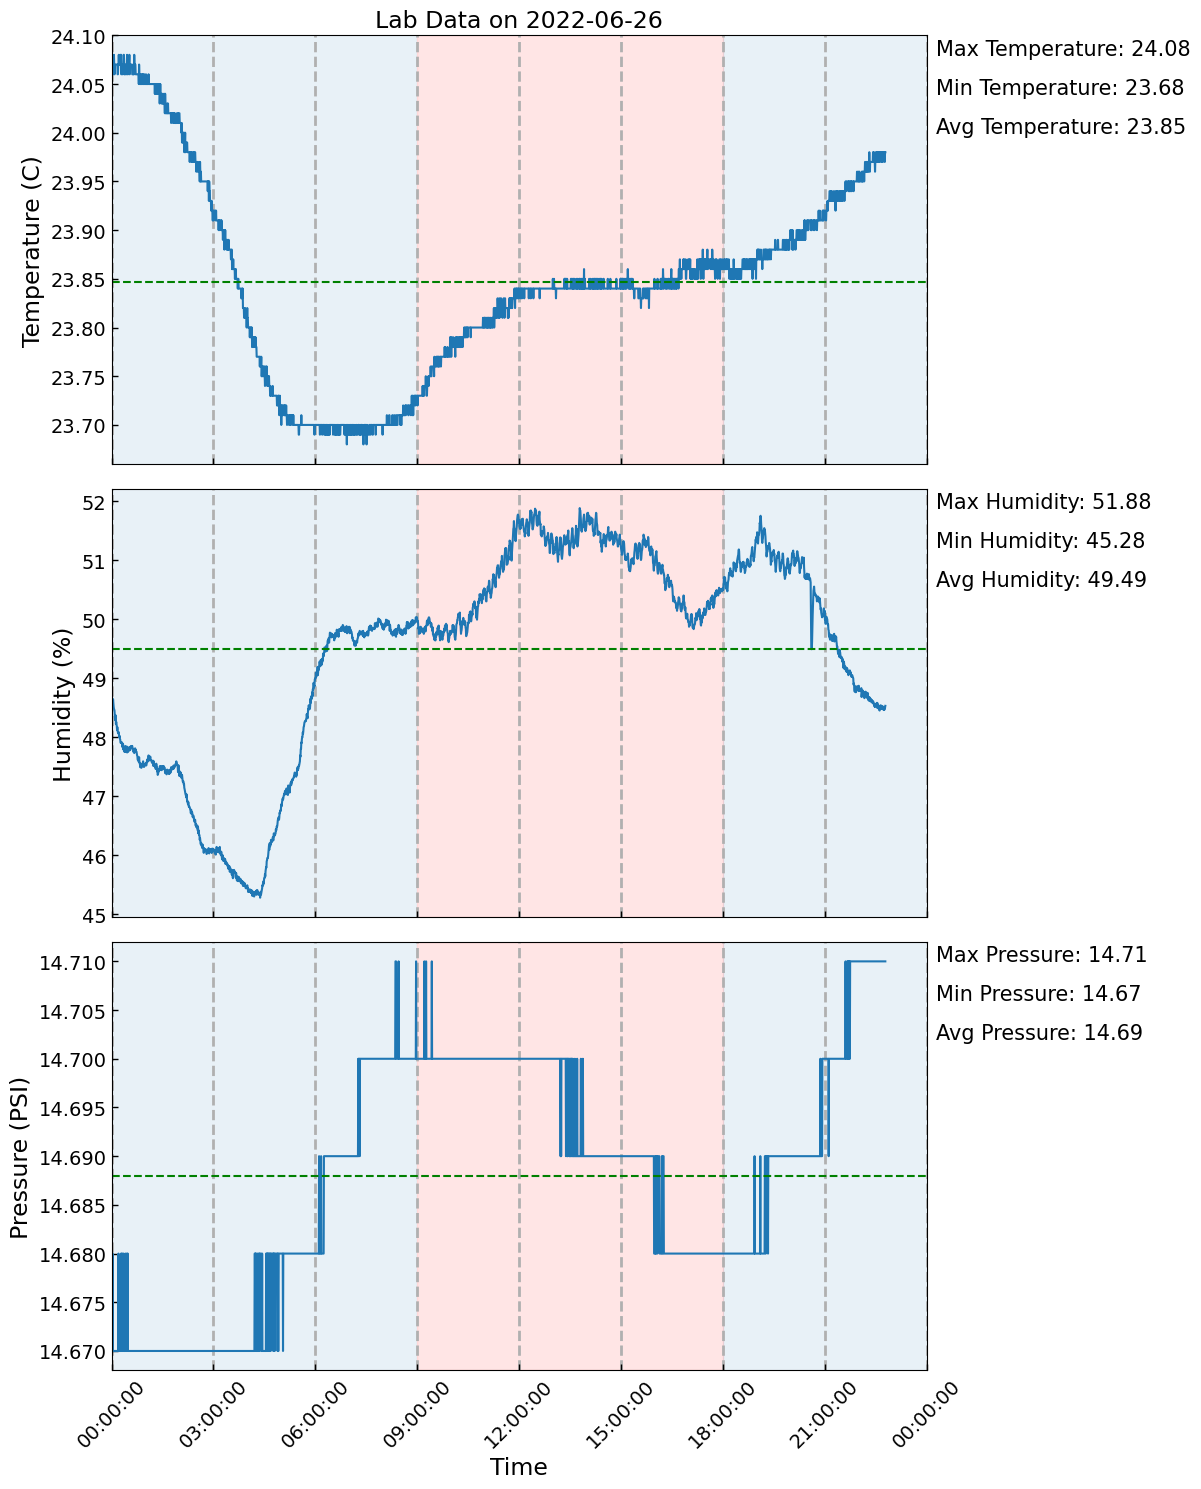 Lab Data on 2022-06-26
24.10
24.05
24.00
23.95
23.90
23.85
23.80
23.75
23.70
Temperature (C)
Max Temperature: 24.08
Min Temperature: 23.68
Avg Temperature: 23.85
52
51
50
49
48
47
46
45
Humidity (%)
Max Humidity: 51.88
Min Humidity: 45.28
Avg Humidity: 49.49
14.710
14.705
14.700
14.695
14.690
14.685
14.680
14.675
14.670
Pressure (PSI)
Max Pressure: 14.71
Min Pressure: 14.67
Avg Pressure: 14.69
00:00:00
03:00:00
06:00:00
09:00:00
12:00:00
15:00:00
18:00:00
21:00:00
00:00:00
Time